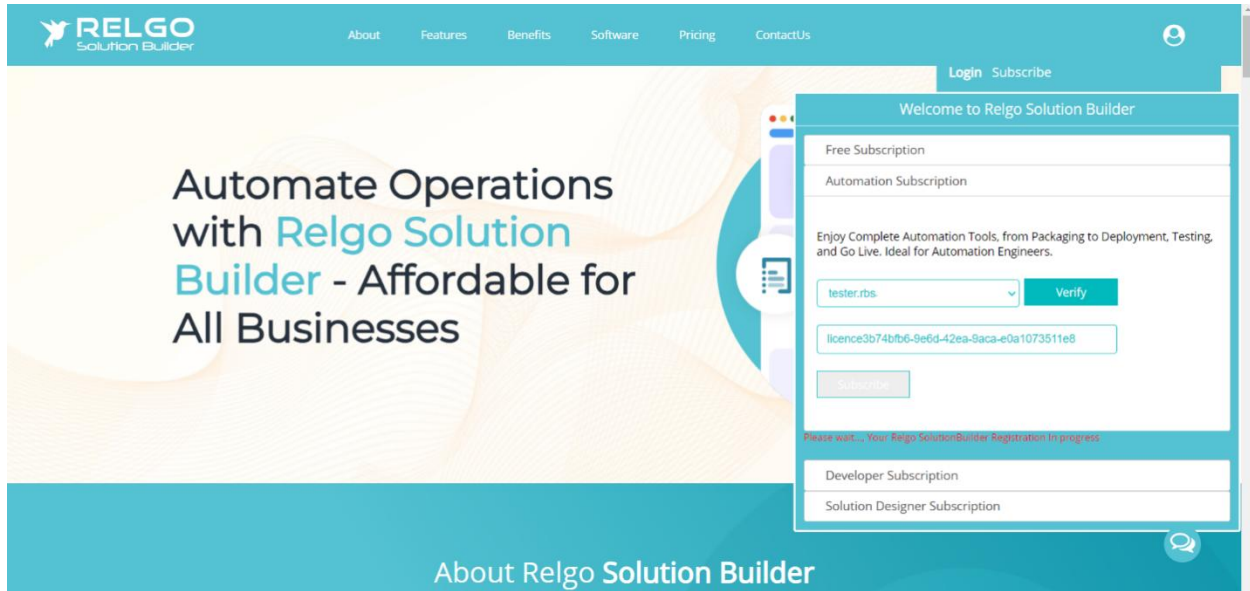 RELGO
Solution Builder
About Features Benefits Software Pricing ContactUs
Login Subscribe
Welcome to Relgo Solution Builder
Free Subscription
Automation Subscription
Enjoy Complete Automation Tools, from Packaging to Deployment, Testing,
and Go Live. Ideal for Automation Engineers.
tester.rbs Verify
licence3b74bfb6-9e6d-42ea-9aca-e0a1073511e8
Subscribe
Please wait..., Your Relgo SolutionBuilder Registration In progress
Developer Subscription
Solution Designer Subscription
Automate Operations
with Relgo Solution
Builder - Affordable for
All Businesses
About Relgo Solution Builder